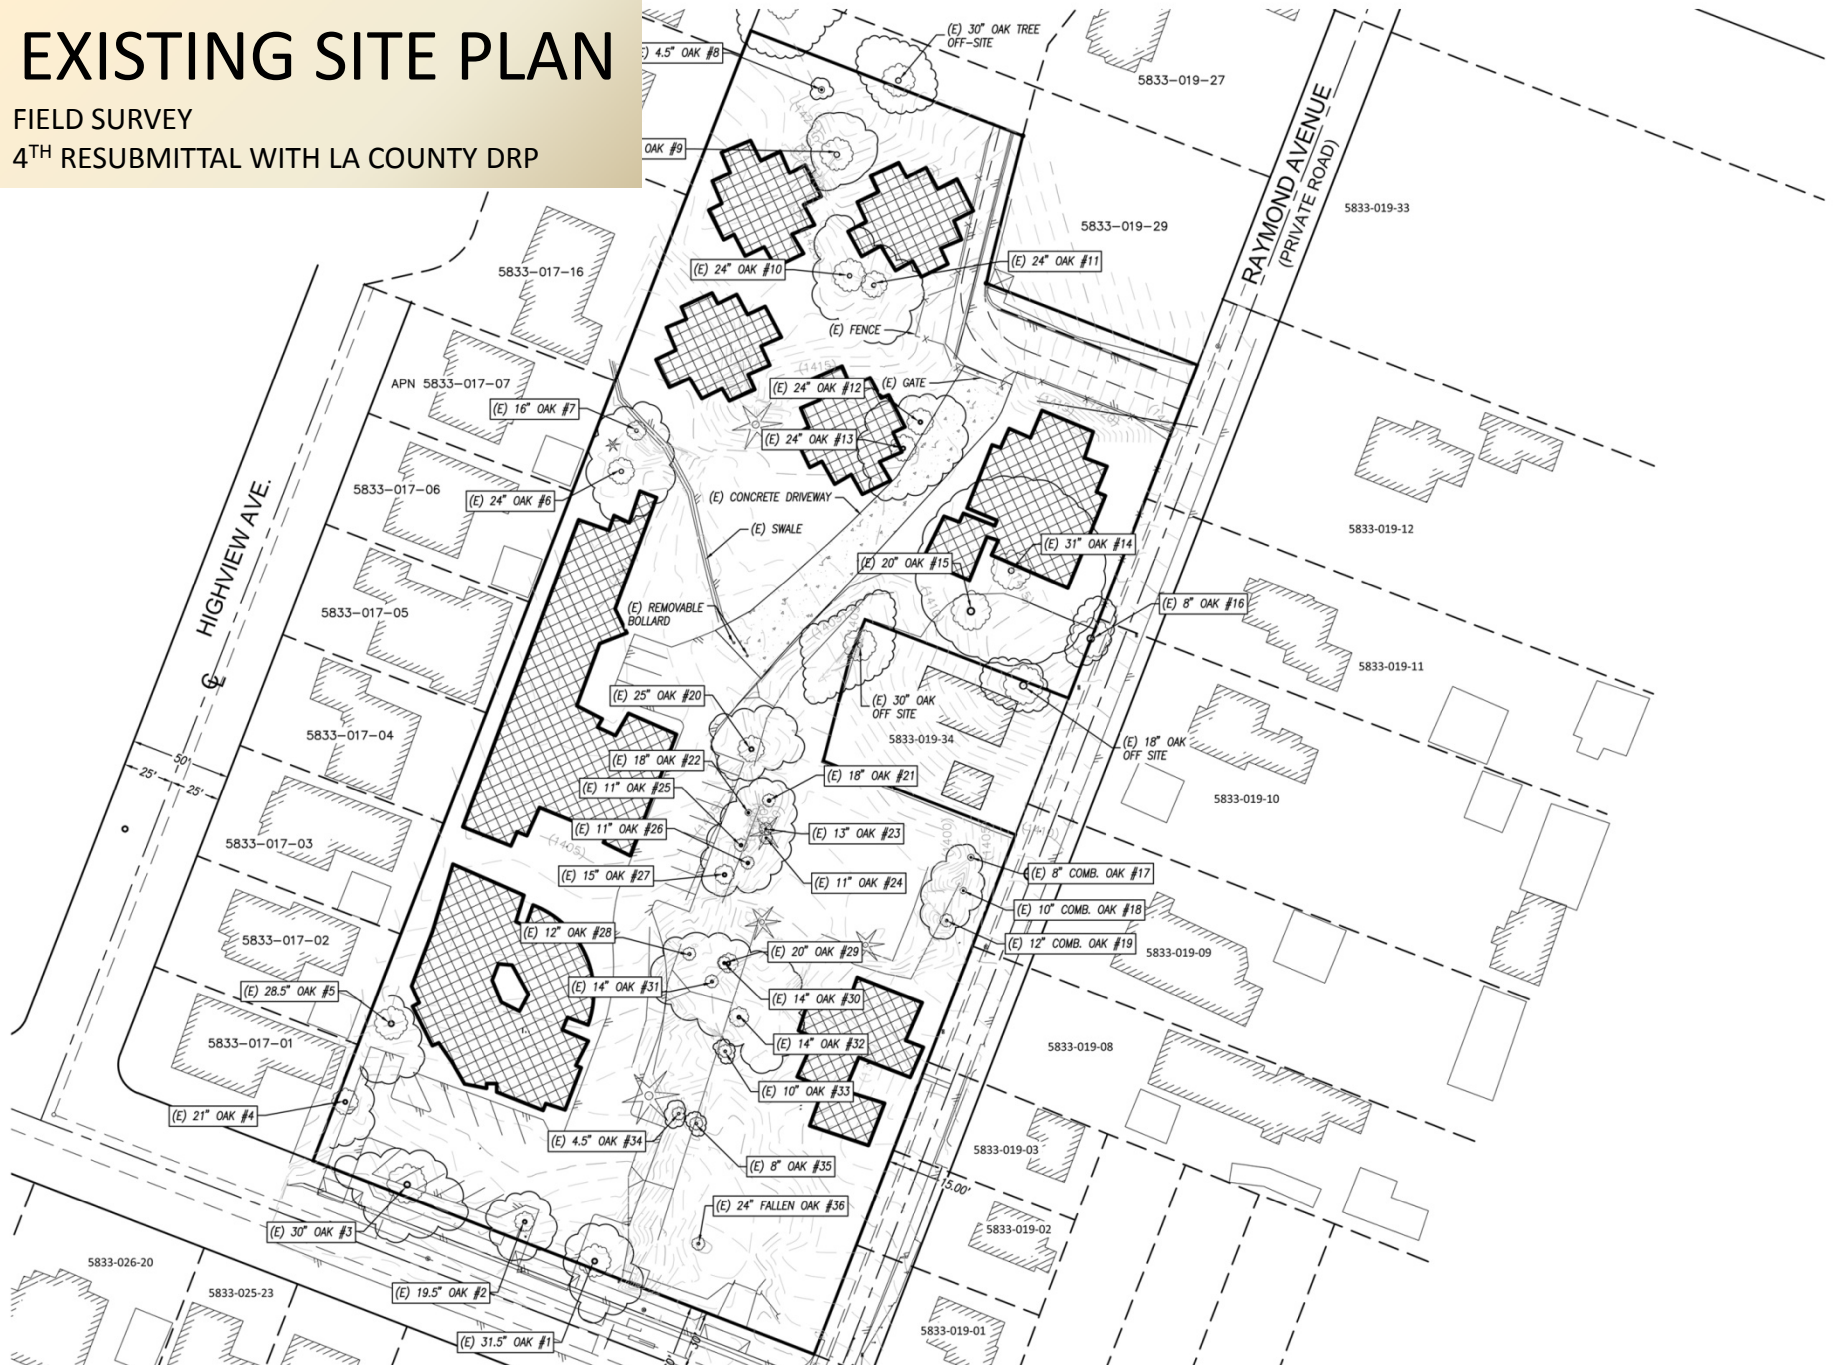 EXISTING SITE PLAN
FIELD SURVEY
4TH RESUBMITTAL WITH LA COUNTY DRP
(E) 30" OAK TREE
OFF-SITE
4.5" OAK #8
5833-019-27
OAK #9
RAYMOND AVENUE
(PRIVATE ROAD)
5833-019-33
5833-019-29
(E) 24" OAK #10
(E) 24" OAK #11
5833-017-16
(E) FENCE
(1415)
APN 5833-017-07
(E) 24" OAK #12
(E) GATE
(E) 16" OAK #7
(E) 24" OAK #13
5833-017-06
(E) 24" OAK #6
(E) CONCRETE DRIVEWAY
(E) SWALE
5833-019-12
HIGHVIEW AVE.
(E) 31" OAK #14
(E) 20" OAK #15
5833-017-05
(E) REMOVABLE
BOLLARD
(E) 8" OAK #16
5833-019-11
(E) 25" OAK #20
(E) 30" OAK
OFF SITE
5833-017-04
5833-019-34
(E) 18" OAK
OFF SITE
50'
25'
25'
(E) 18" OAK #22
(E) 18" OAK #21
(E) 11" OAK #25
5833-019-10
(E) 11" OAK #26
(E) 13" OAK #23
(1400)
(1405)
(1410)
5833-017-03
(1405)
(E) 15" OAK #27
(E) 11" OAK #24
(E) 8" COMB. OAK #17
(E) 10" COMB. OAK #18
(E) 12" OAK #28
5833-017-02
(E) 20" OAK #29
(E) 12" COMB. OAK #19
5833-019-09
(E) 28.5" OAK #5
(E) 14" OAK #31
(E) 14" OAK #30
5833-017-01
(E) 14" OAK #32
5833-019-08
(E) 10" OAK #33
(E) 21" OAK #4
(E) 4.5" OAK #34
5833-019-03
(E) 8" OAK #35
15.00'
(E) 24" FALLEN OAK #36
(E) 30" OAK #3
5833-019-02
5833-026-20
5833-025-23
(E) 19.5" OAK #2
30'
5833-019-01
(E) 31.5" OAK #1